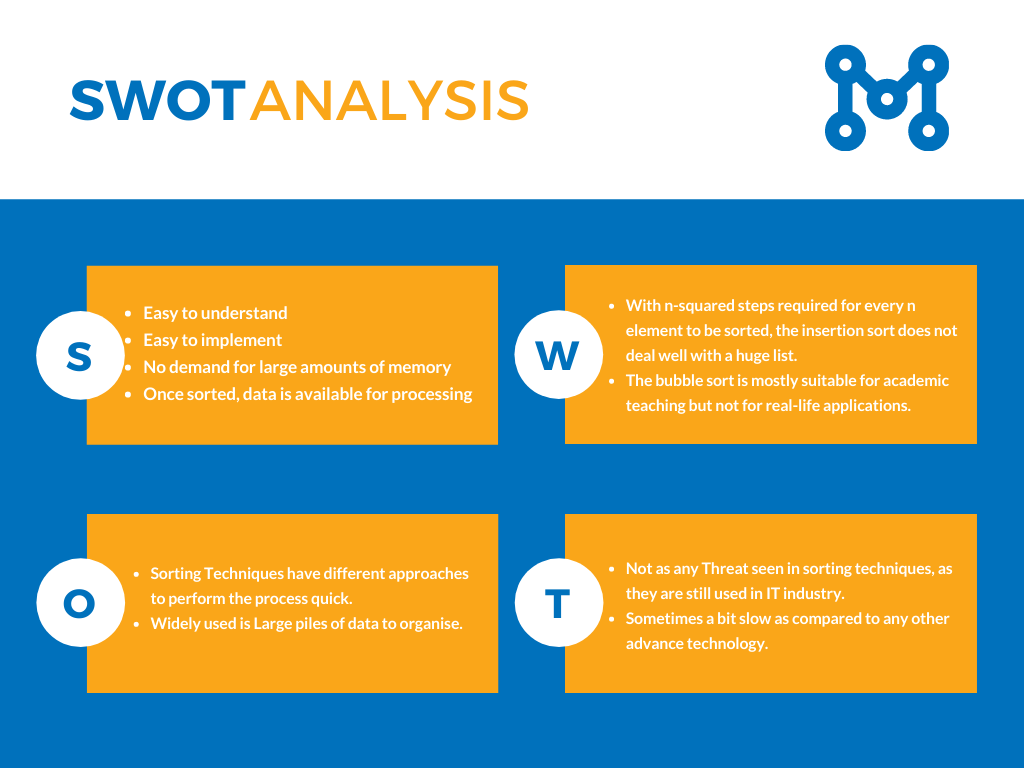 SWOT ANALYSIS
S
• Easy to understand
• Easy to implement
• No demand for large amounts of memory
• Once sorted, data is available for processing
W
• With n-squared steps required for every n
element to be sorted, the insertion sort does not
deal well with a huge list.
• The bubble sort is mostly suitable for academic
teaching but not for real-life applications.
O
• Sorting Techniques have different approaches
to perform the process quick.
• Widely used is Large piles of data to organise.
T
• Not as any Threat seen in sorting techniques, as
they are still used in IT industry.
• Sometimes a bit slow as compared to any other
advance technology.